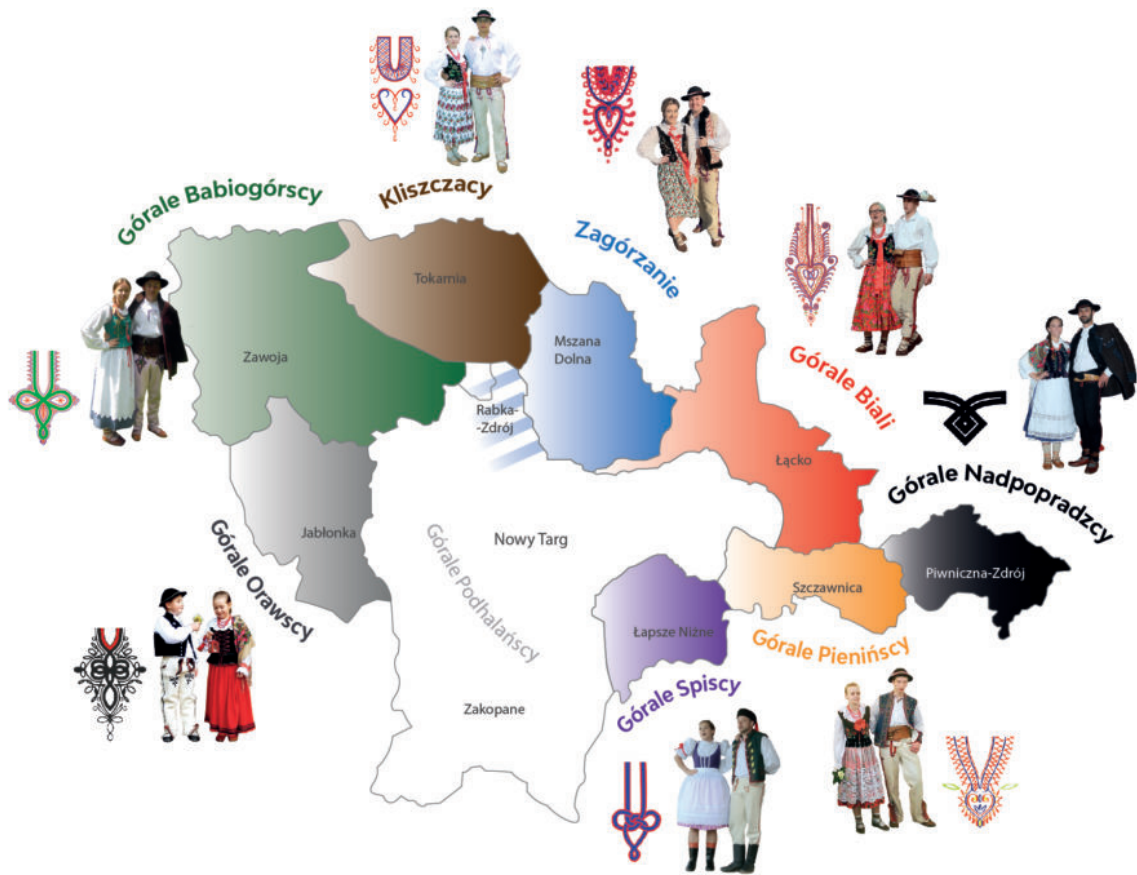 Kliszczacy
Górale Babiogórscy
Zagórzanie
Tokarnia
Mszana
Dolna
Zawoja
Górale Biali
Rabka-
-Zdrój
Łącko
Górale Nadpopradzcy
Jabłonka
Nowy Targ
Górale Orawscy
Górale Podhalańscy
Piwniczna-Zdrój
Szczawnica
Łapsze Niżne
Górale Pienińscy
Górale Spiscy
Zakopane